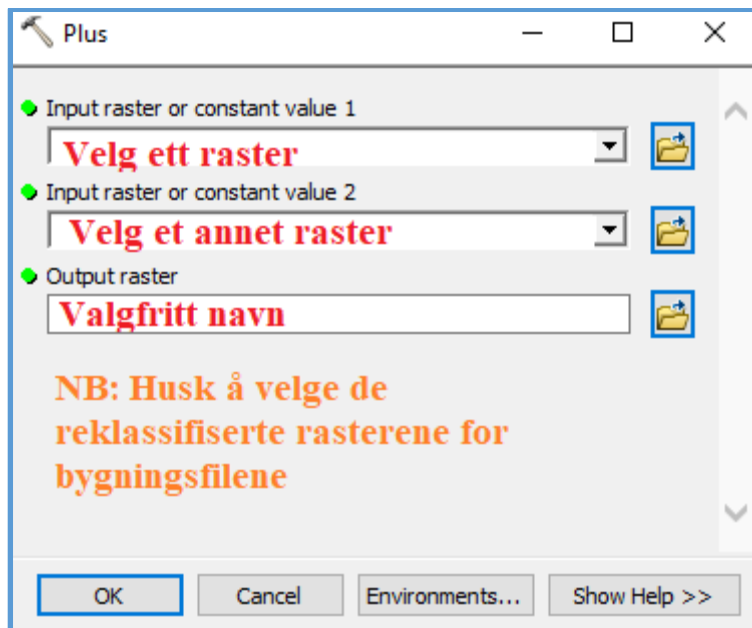 Plus
Input raster or constant value 1
Velg ett raster
Input raster or constant value 2
Velg et annet raster
Output raster
Valgfritt navn
NB: Husk å velge de
reklassifiserte rasterene for
bygningsfilene
OK Cancel Environments... Show Help >>